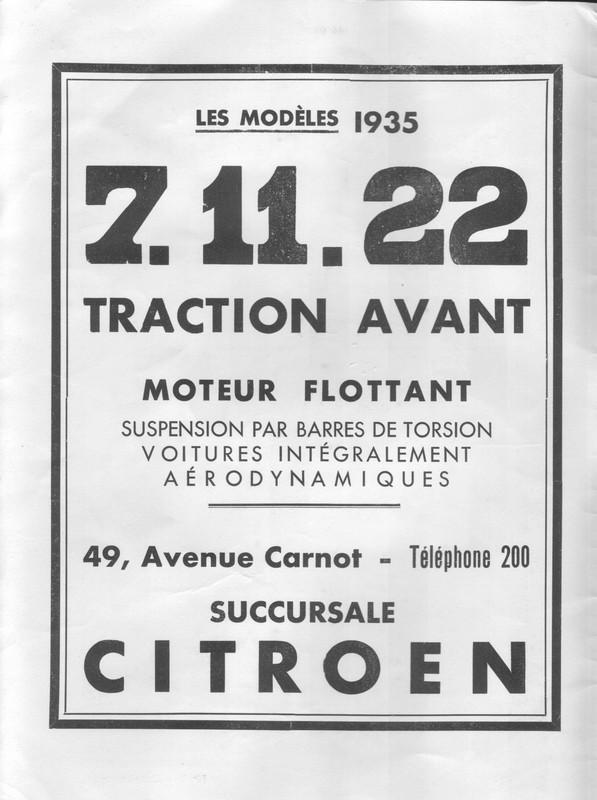 LES MODÈLES 1935
7. 11. 22
TRACTION AVANT
MOTEUR FLOTTANT
SUSPENSION PAR BARRES DE TORSION
VOITURES INTÉGRALEMENT
AÉRODYNAMIQUES
49, Avenue Carnot - Téléphone 200
SUCCURSALE
CITROEN